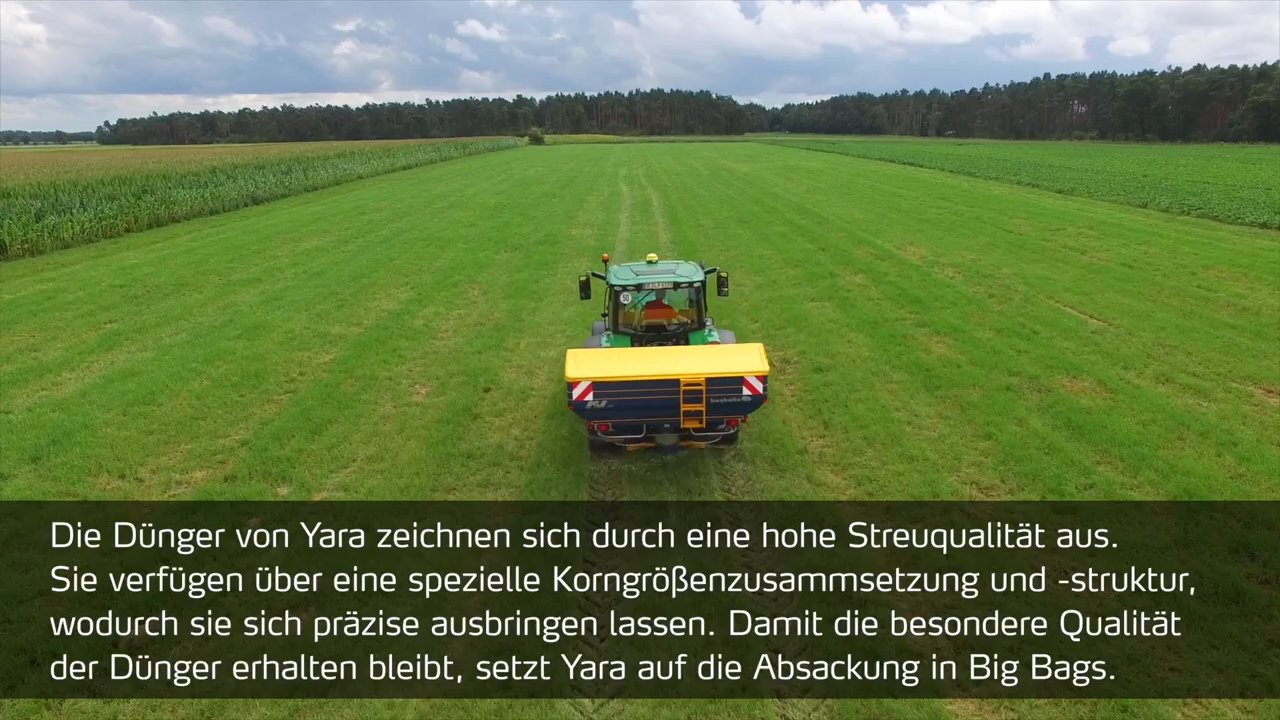 50
Die Dünger von Yara zeichnen sich durch eine hohe Streuqualität aus.
Sie verfügen über eine spezielle Korngrößenzusammsetzung und -struktur,
wodurch sie sich präzise ausbringen lassen. Damit die besondere Qualität
der Dünger erhalten bleibt, setzt Yara auf die Absackung in Big Bags.